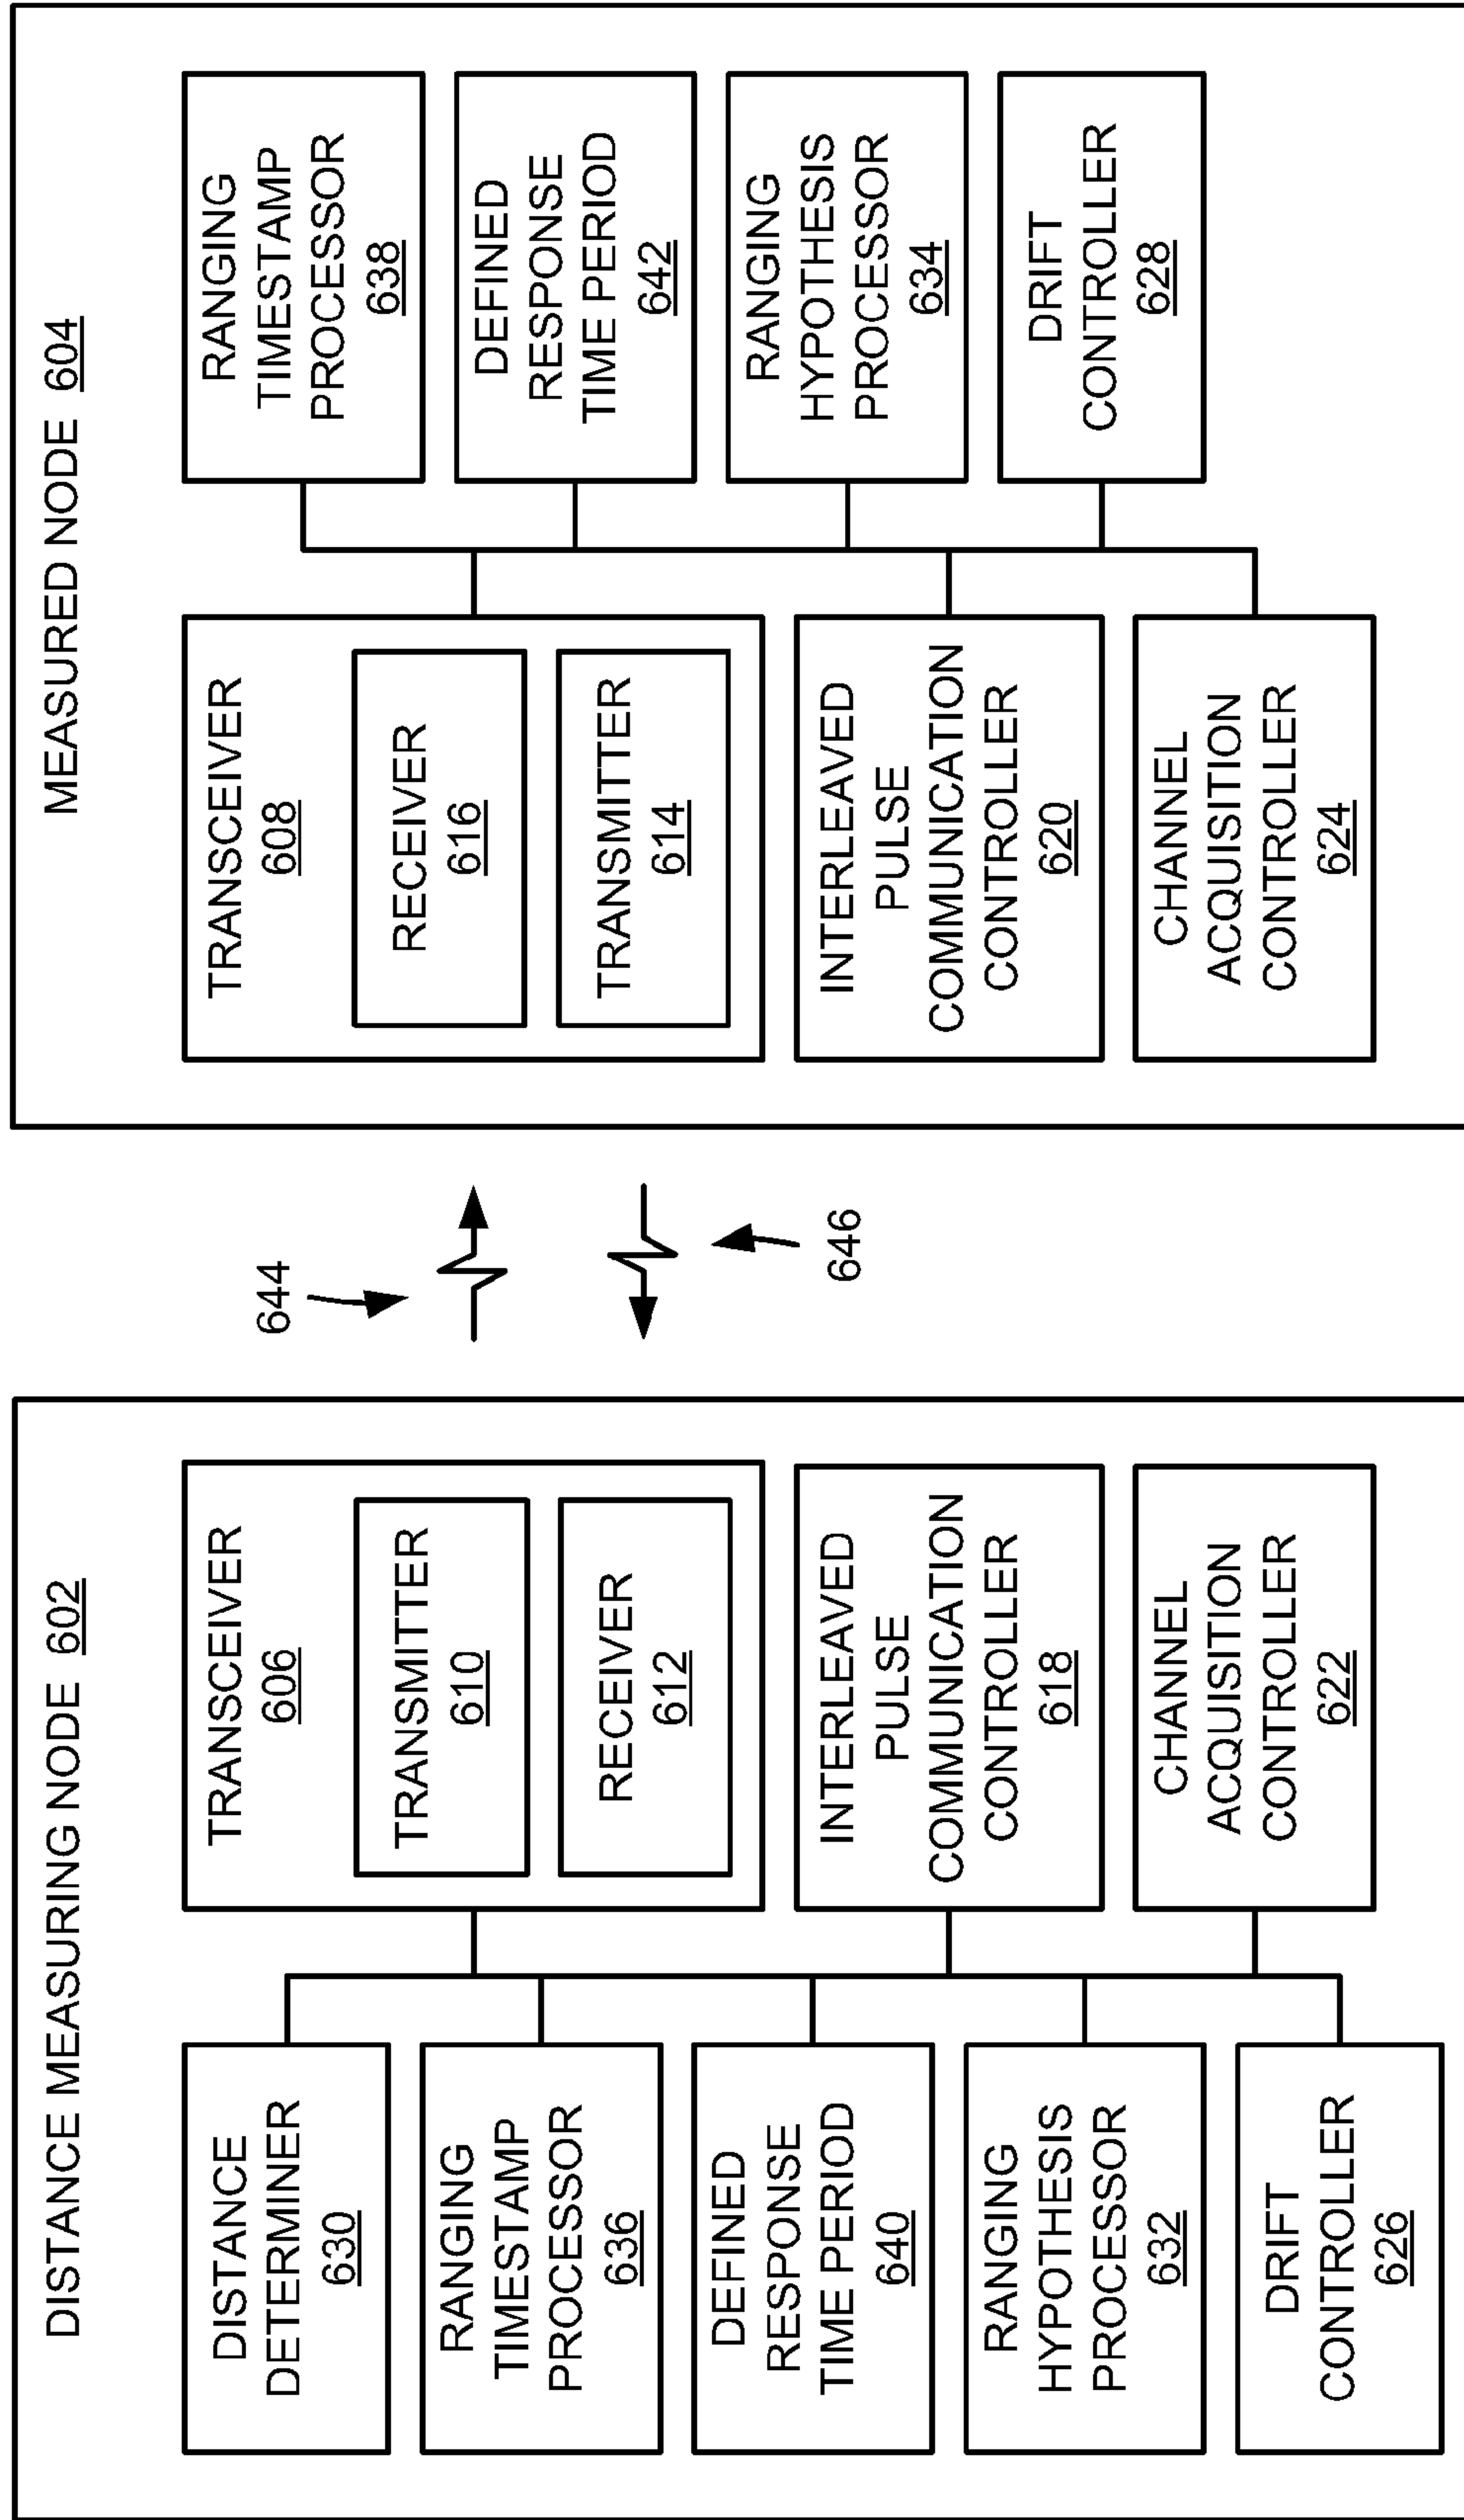 DISTANCE MEASURING NODE 602
DISTANCE
DETERMINER
630
RANGING
TIMESTAMP
PROCESSOR
636
DEFINED
RESPONSE
TIME PERIOD
640
RANGING
HYPOTHESIS
PROCESSOR
632
DRIFT
CONTROLLER
626
TRANSCEIVER
606
TRANSMITTER
610
RECEIVER
612
INTERLEAVED
PULSE
COMMUNICATION
CONTROLLER
618
CHANNEL
ACQUISITION
CONTROLLER
622
644
646
MEASURED NODE 604
TRANSCEIVER
608
RECEIVER
616
TRANSMITTER
614
INTERLEAVED
PULSE
COMMUNICATION
CONTROLLER
620
CHANNEL
ACQUISITION
CONTROLLER
624
RANGING
TIMESTAMP
PROCESSOR
638
DEFINED
RESPONSE
TIME PERIOD
642
RANGING
HYPOTHESIS
PROCESSOR
634
DRIFT
CONTROLLER
628